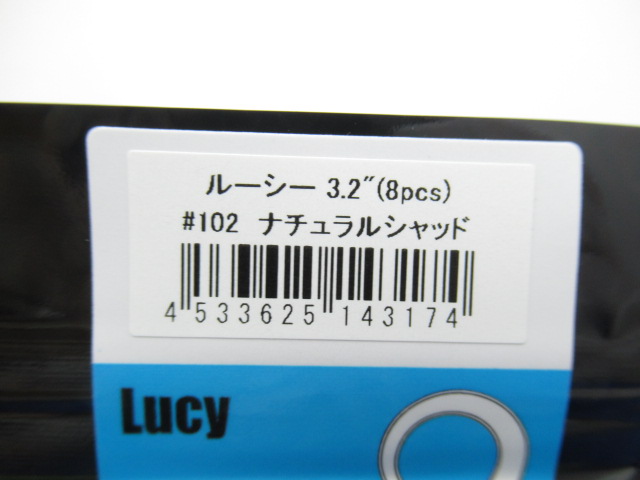 ルーシー 3.2"(8pcs)
#102 ナチュラルシャッド
4 533625 143174
Lucy